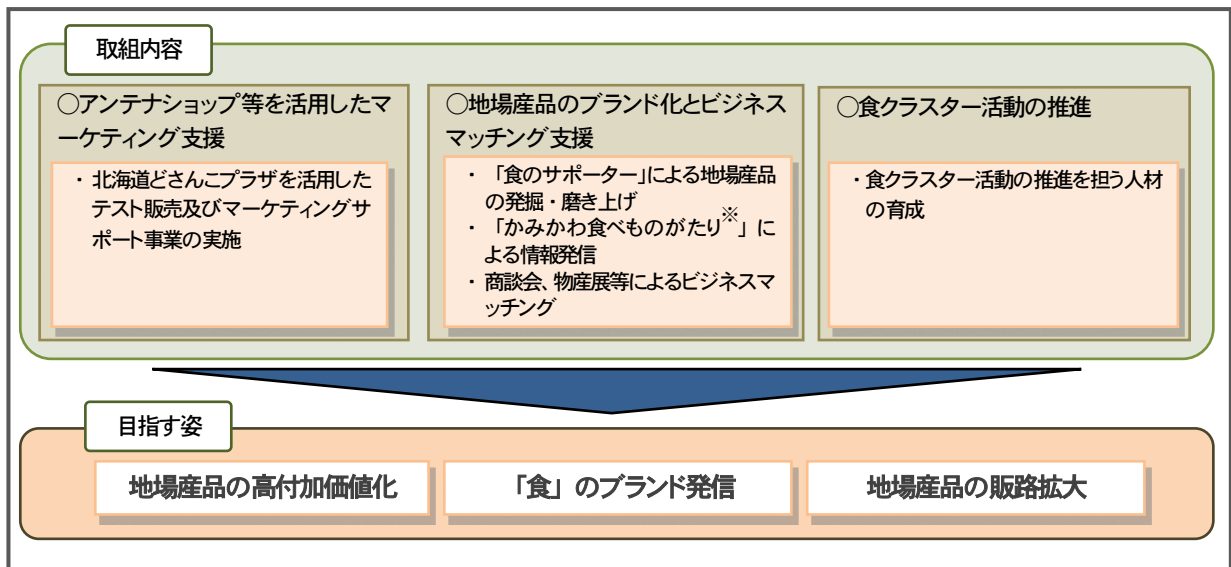 取組内容
○アンテナショップ等を活用したマ
ーケティング支援
・北海道どさんこプラザを活用した
テスト販売及びマーケティングサ
ポート事業の実施
○地場産品のブランド化とビジネス
マッチング支援
・「食のサポーター」による地場産品
の発掘・磨き上げ
・「かみかわ食べものがたり※」に
よる情報発信
・商談会、物産展等によるビジネスマ
ッチング
○食クラスター活動の推進
・食クラスター活動の推進を担う人材
の育成
目指す姿
地場産品の高付加価値化
「食」のブランド発信
地場産品の販路拡大